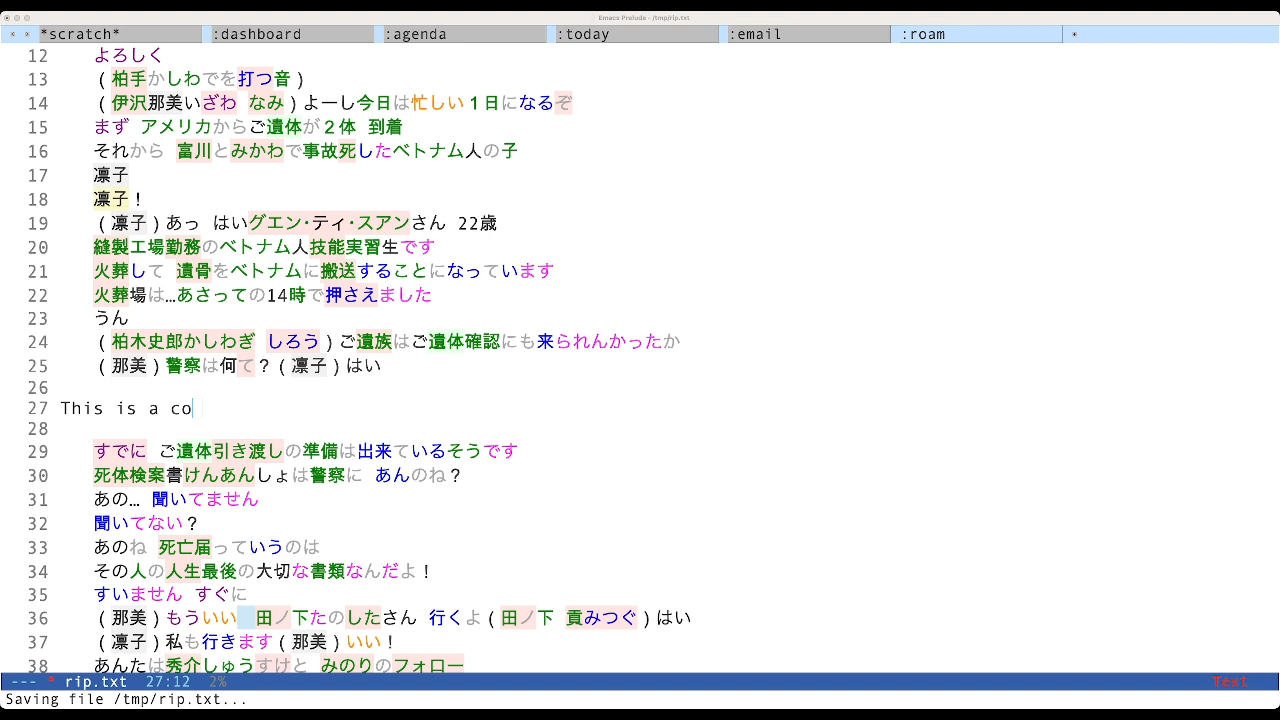 Emacs Prelude - /tmp/rip.txt
*scratch* :dashboard :agenda :today :email :roam
12 よろしく
13 (柏手かしわでを打つ音)
14 (伊沢那美いざわ なみ)よーし今日は忙しい1日になるぞ
15 まず アメリカからご遺体が2体 到着
16 それから 富川とみかわで事故死したベトナム人の子
17 凛子
18 凛子!
19 (凛子)あっ はいグエン･ティ･スアンさん 22歳
20 縫製工場勤務のベトナム人技能実習生です
21 火葬して 遺骨をベトナムに搬送することになっています
22 火葬場は…あさっての14時で押さえました
23 うん
24 (柏木史郎かしわぎ しろう)ご遺族はご遺体確認にも来られんかったか
25 (那美)警察は何て?(凛子)はい
26
27 This is a co
28
29 すでに ご遺体引き渡しの準備は出来ているそうです
30 死体検案書けんあんしょは警察に あんのね?
31 あの… 聞いてません
32 聞いてない?
33 あのね 死亡届っていうのは
34 その人の人生最後の大切な書類なんだよ!
35 すいません すぐに
36 (那美)もういい 田ノ下たのしたさん 行くよ(田ノ下 貢みつぐ)はい
37 (凛子)私も行きます(那美)いい!
38 あんたは秀介しゅうすけと みのりのフォロー
--- * rip.txt 27:12 2% Text
Saving file /tmp/rip.txt...